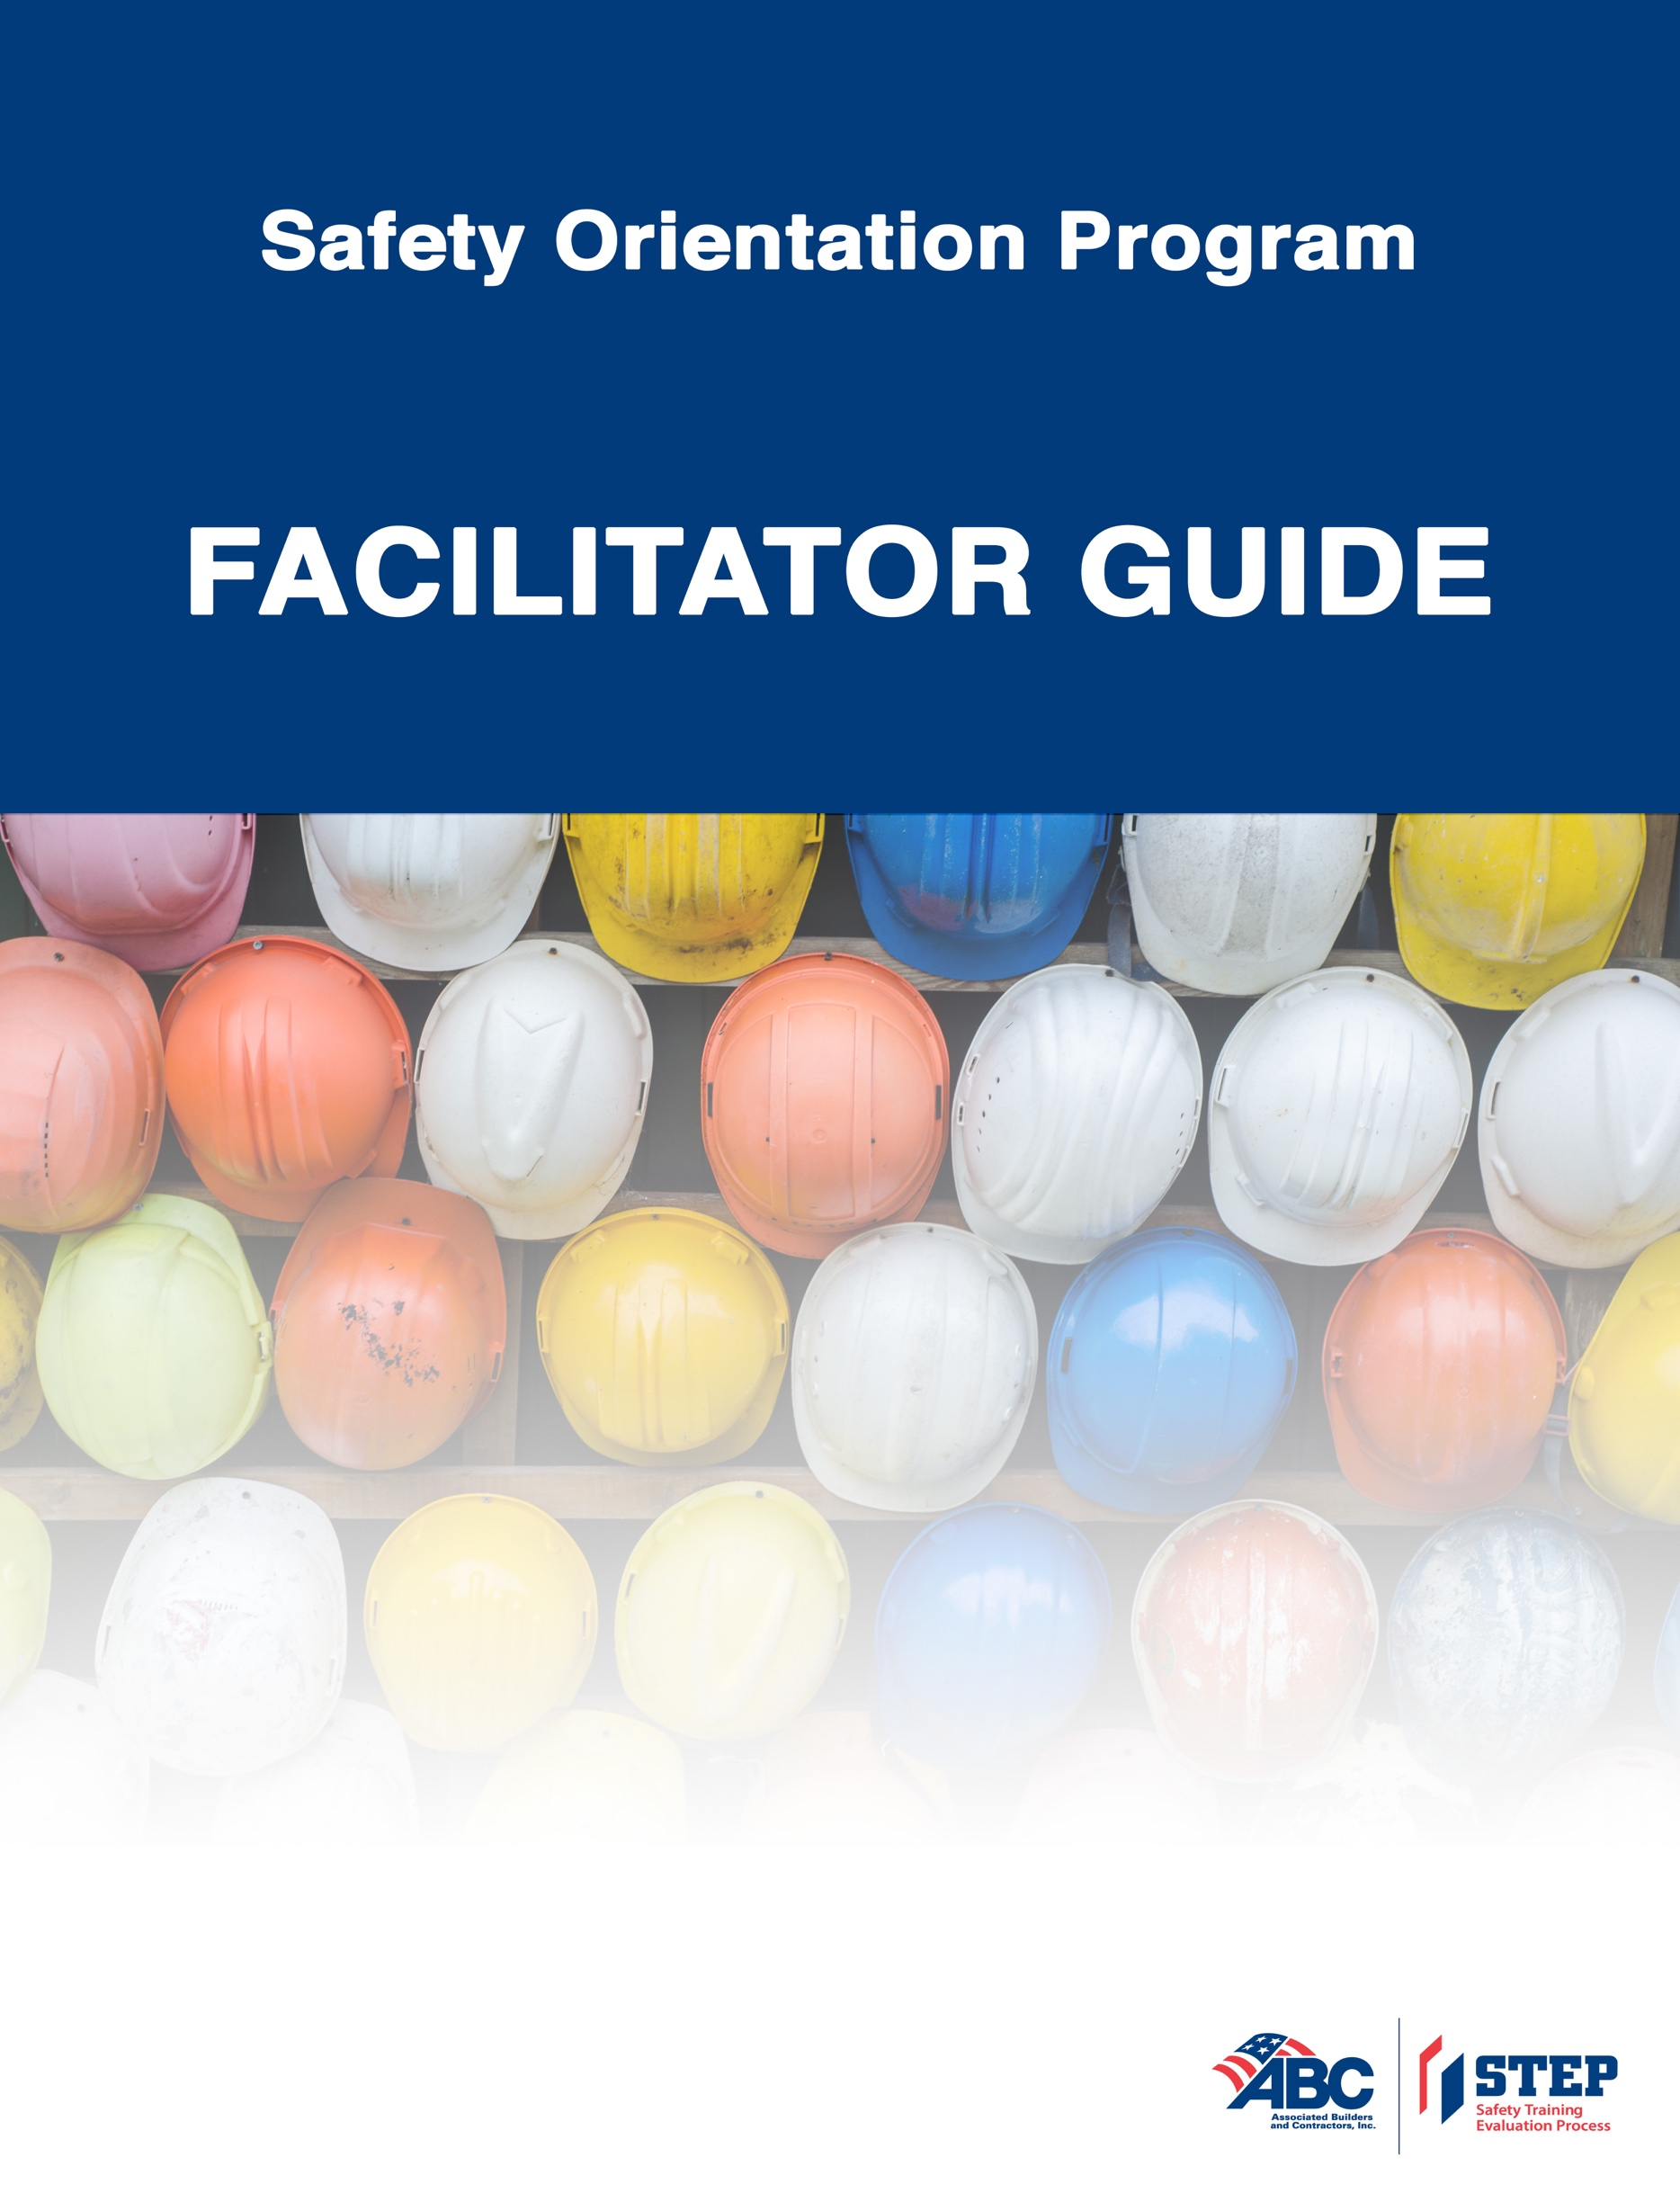 Safety Orientation Program
FACILITATOR GUIDE
ABC
Associated Builders
and Contractors, Inc.
STEP
Safety Training
Evaluation Process